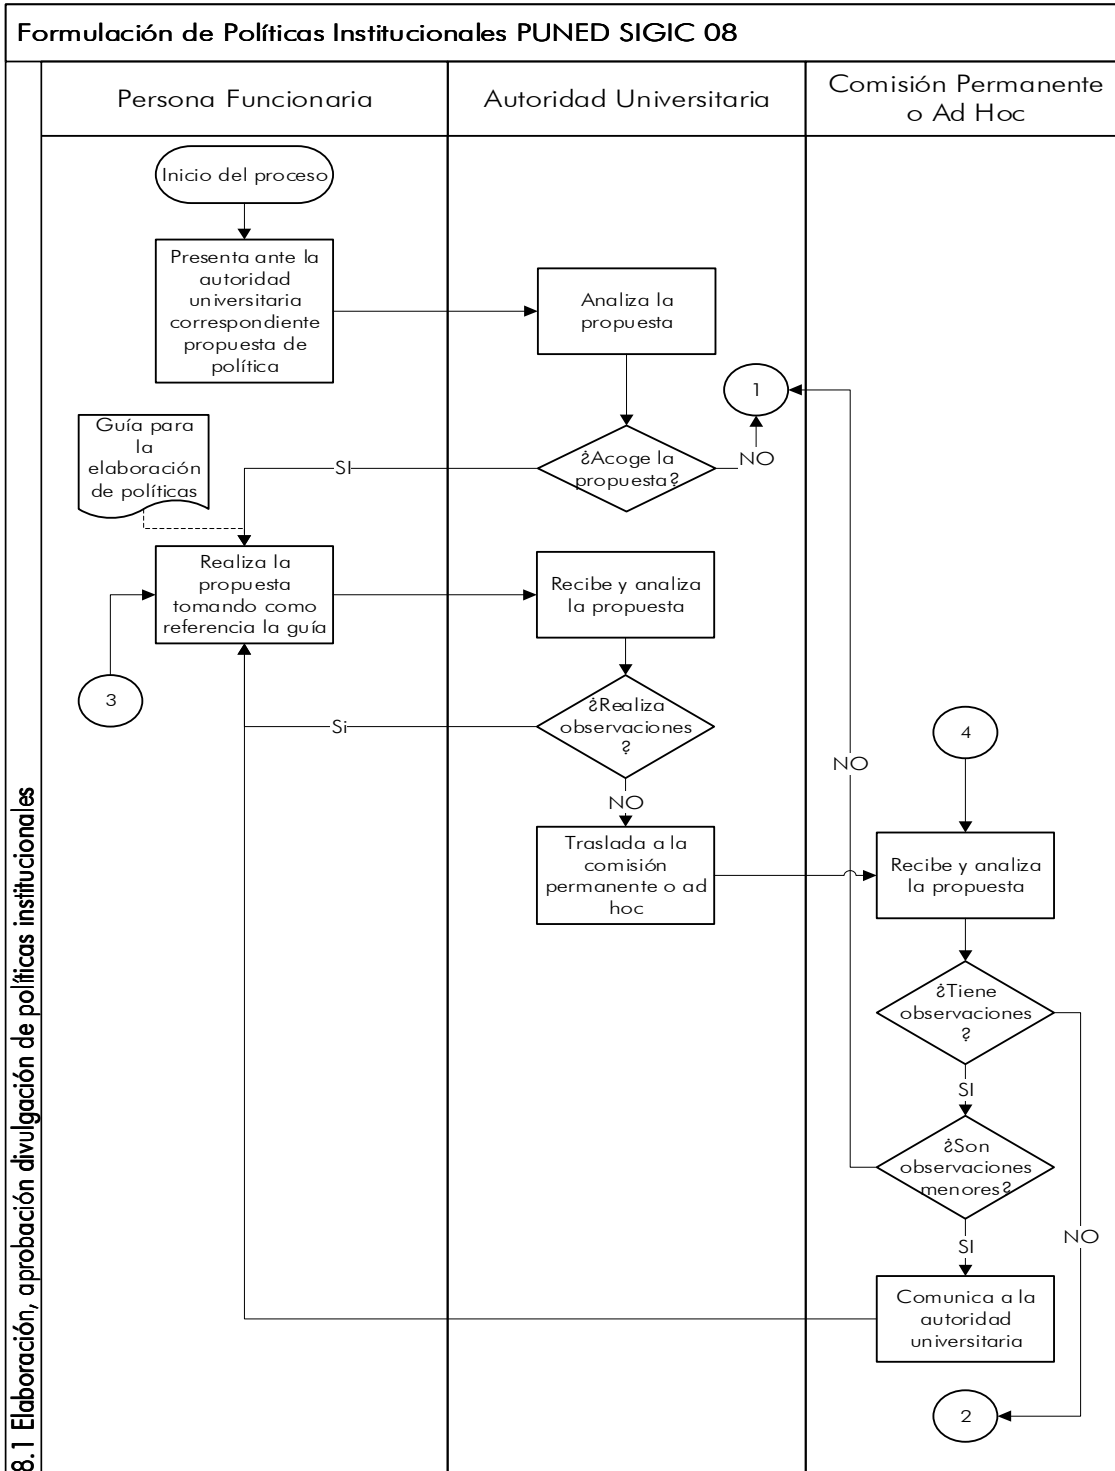 Formulación de Políticas Institucionales PUNED SIGIC 08
8.1 Elaboración, aprobación divulgación de políticas institucionales
Persona Funcionaria
Autoridad Universitaria
Comisión Permanente
o Ad Hoc
Inicio del proceso
Presenta ante la
autoridad
universitaria
correspondiente
propuesta de
política
Analiza la
propuesta
1
¿Acoge la
propuesta?
NO
SI
Guía para
la
elaboración
de políticas
Realiza la
propuesta
tomando como
referencia la guía
Recibe y analiza
la propuesta
3
¿Realiza
observaciones
?
Si
NO
Traslada a la
comisión
permanente o ad
hoc
4
NO
Recibe y analiza
la propuesta
¿Tiene
observaciones
?
SI
¿Son
observaciones
menores?
SI
NO
Comunica a la
autoridad
universitaria
2